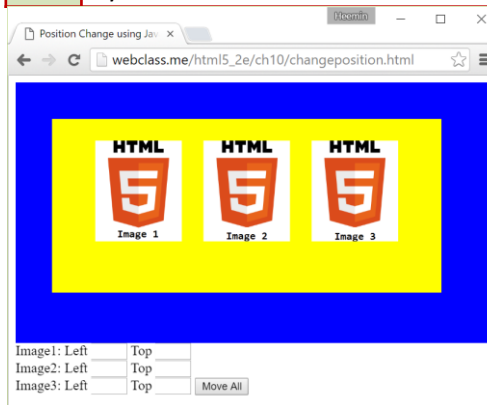 Heemin
Position Change using Jav
webclass.me/html5_2e/ch10/changeposition.html
HTML HTML HTML
5 5 5
Image 1 Image 2 Image 3
Image1: Left Top
Image2: Left Top
Image3: Left Top Move All